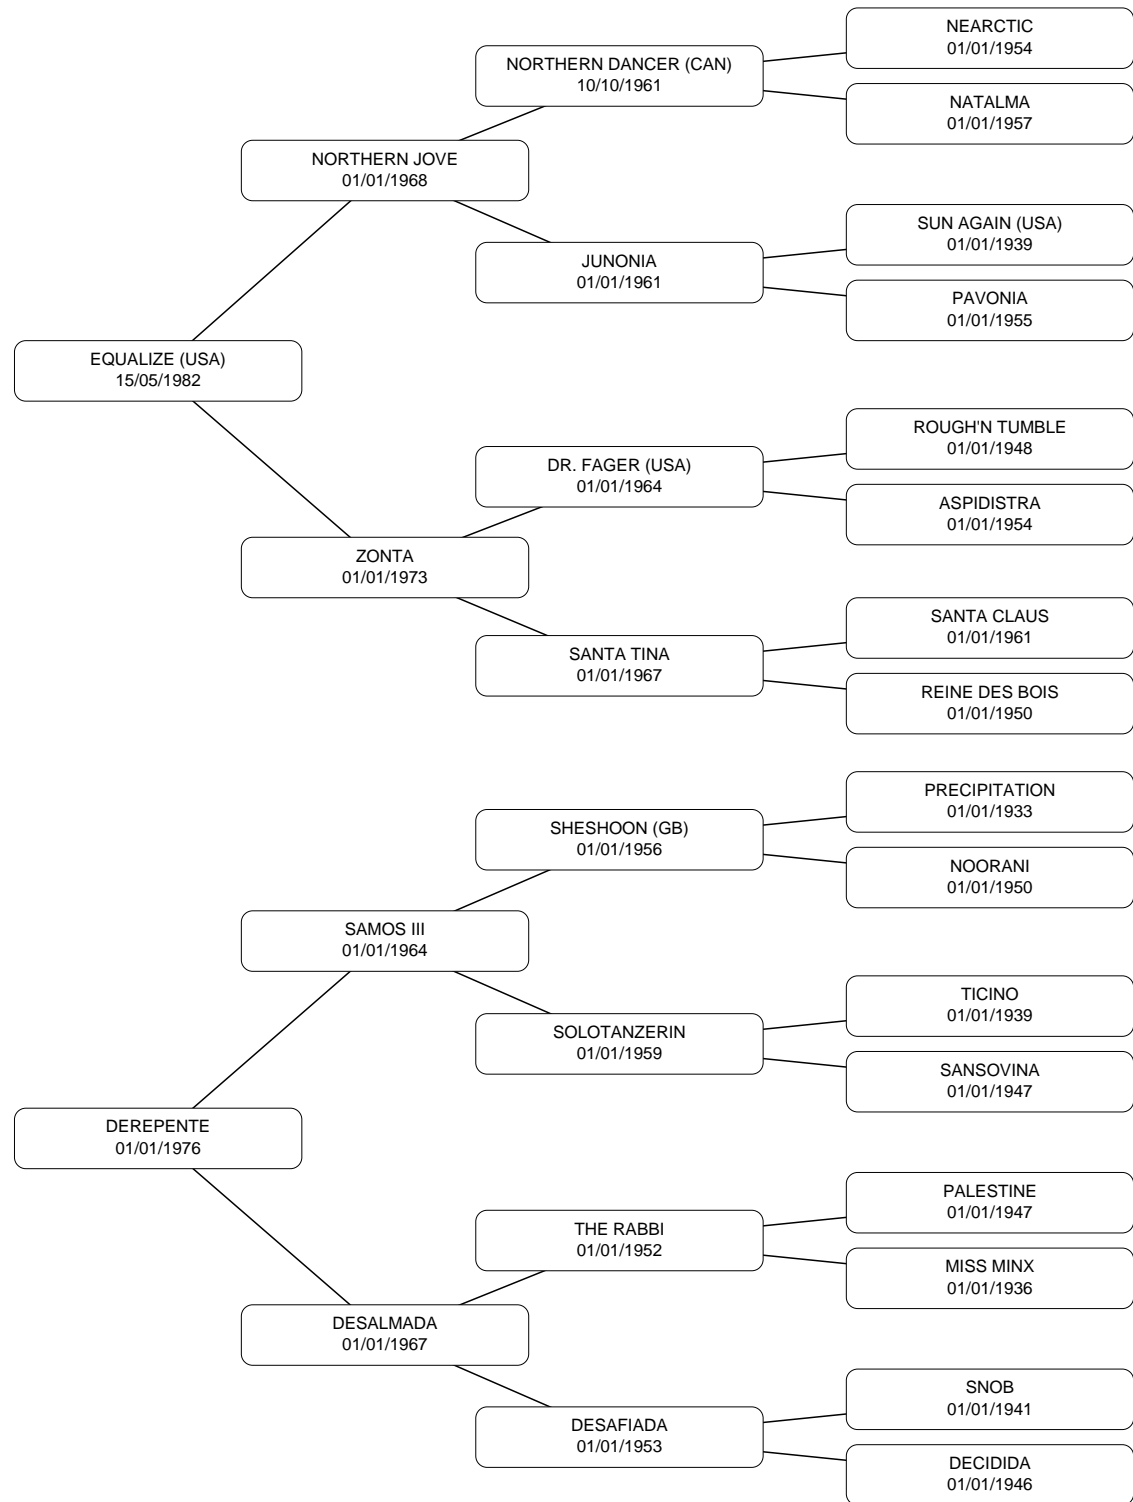 NEARCTIC
01/01/1954
NORTHERN DANCER (CAN)
10/10/1961
NATALMA
01/01/1957
NORTHERN JOVE
01/01/1968
SUN AGAIN (USA)
01/01/1939
JUNONIA
01/01/1961
PAVONIA
01/01/1955
EQUALIZE (USA)
15/05/1982
ROUGH'N TUMBLE
01/01/1948
DR. FAGER (USA)
01/01/1964
ASPIDISTRA
01/01/1954
ZONTA
01/01/1973
SANTA CLAUS
01/01/1961
SANTA TINA
01/01/1967
REINE DES BOIS
01/01/1950
PRECIPITATION
01/01/1933
SHESHOON (GB)
01/01/1956
NOORANI
01/01/1950
SAMOS III
01/01/1964
TICINO
01/01/1939
SOLOTANZERIN
01/01/1959
SANSOVINA
01/01/1947
DEREPENTE
01/01/1976
PALESTINE
01/01/1947
THE RABBI
01/01/1952
MISS MINX
01/01/1936
DESALMADA
01/01/1967
SNOB
01/01/1941
DESAFIADA
01/01/1953
DECIDIDA
01/01/1946